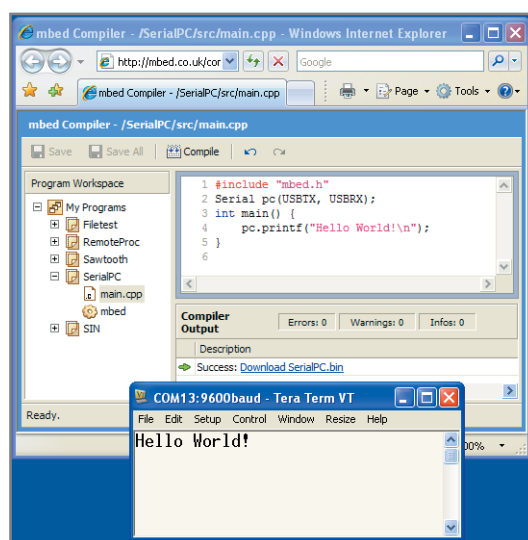 mbed Compiler - /SerialPC/src/main.cpp - Windows Internet Explorer
http://mbed.co.uk/cor
Google
mbed Compiler - /SerialPC/src/main.cpp
Page
Tools
mbed Compiler - /SerialPC/src/main.cpp
Save
Save All
Compile
Program Workspace
My Programs
Filetest
RemoteProc
Sawtooth
SerialPC
main.cpp
mbed
SIN
1 #include "mbed.h"
2 Serial pc(USBTX, USBRX);
3 int main() {
4 pc.printf("Hello World!\n");
5 }
6
Compiler Output
Errors: 0
Warnings: 0
Infos: 0
Description
Success: Download SerialPC.bin
Ready.
00%
COM13:9600baud - Tera Term VT
File Edit Setup Control Window Resize Help
Hello World!